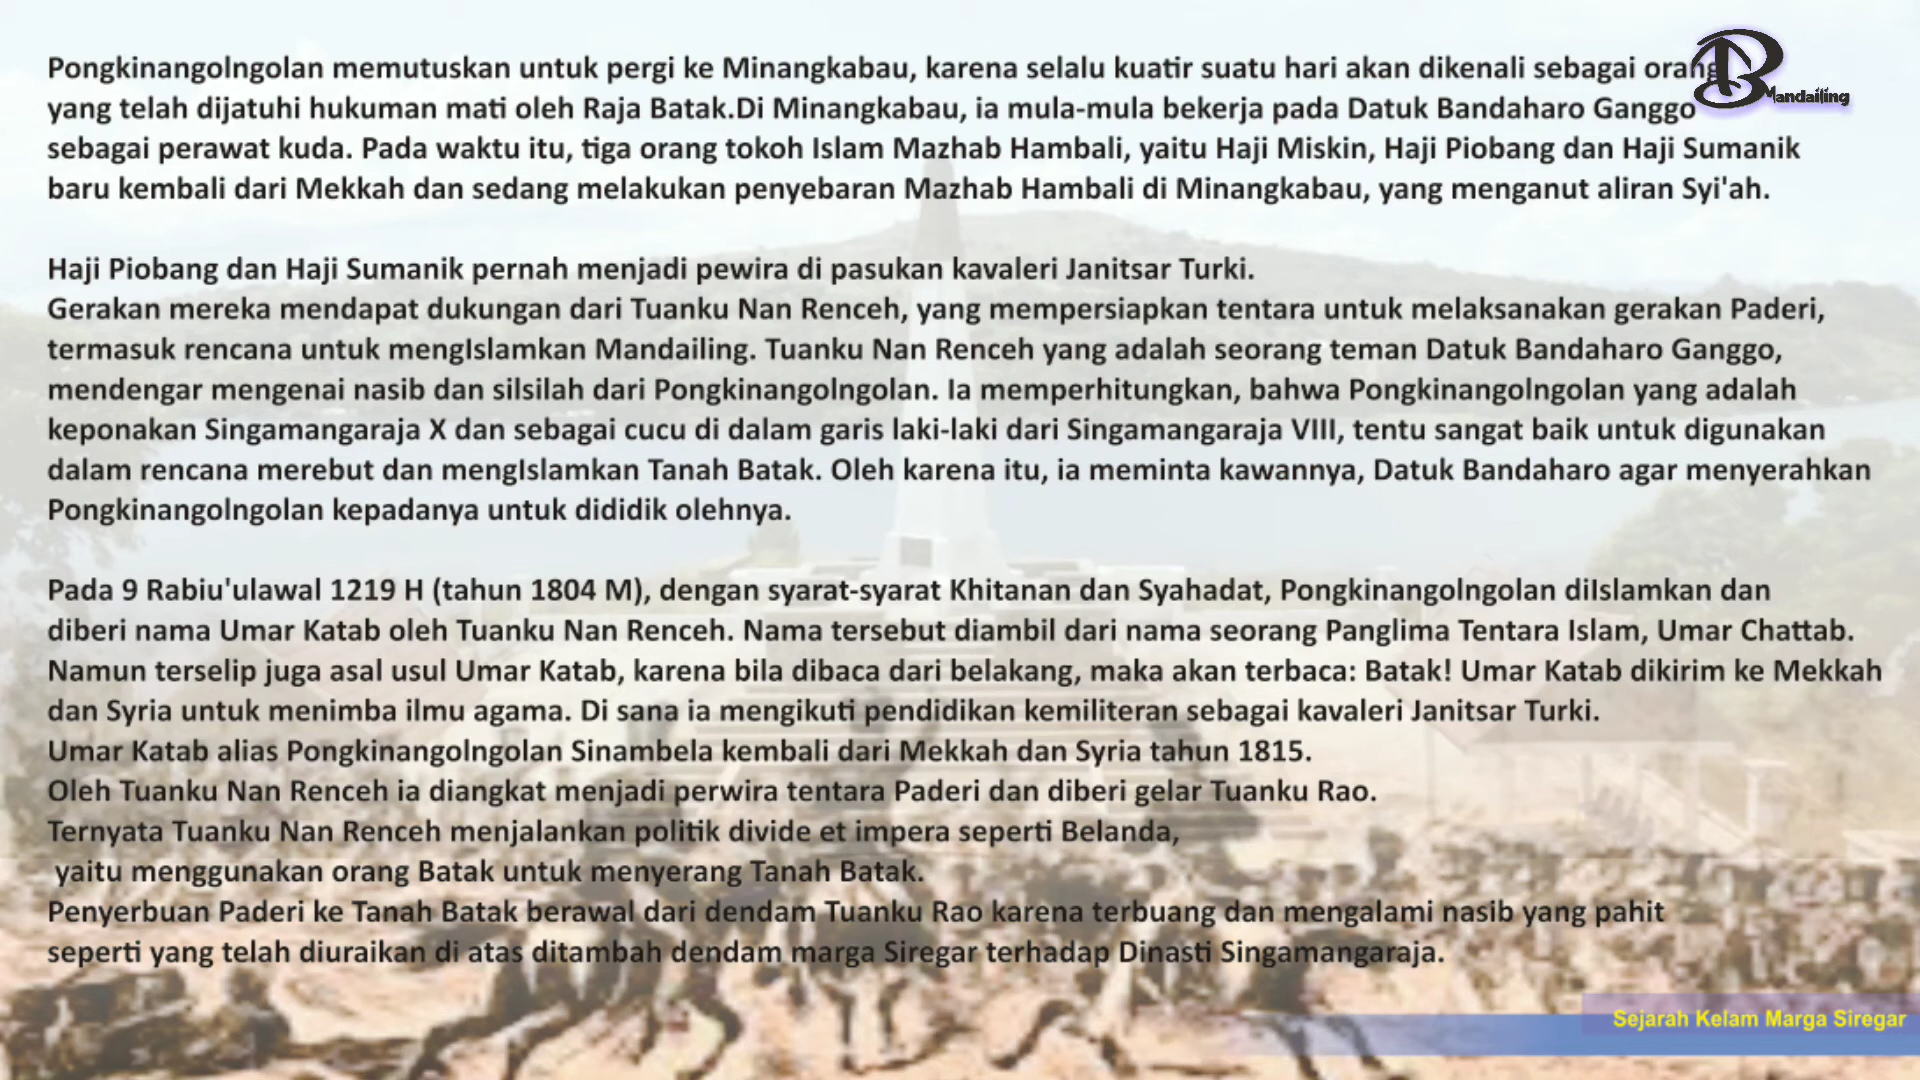 Pongkinangolngolan memutuskan untuk pergi ke Minangkabau, karena selalu kuatir suatu hari akan dikenali sebagai orang
yang telah dijatuhi hukuman mati oleh Raja Batak.Di Minangkabau, ia mula-mula bekerja pada Datuk Bandaharo Ganggo
sebagai perawat kuda. Pada waktu itu, tiga orang tokoh Islam Mazhab Hambali, yaitu Haji Miskin, Haji Piobang dan Haji Sumanik
baru kembali dari Mekkah dan sedang melakukan penyebaran Mazhab Hambali di Minangkabau, yang menganut aliran Syi'ah.
Haji Piobang dan Haji Sumanik pernah menjadi pewira di pasukan kavaleri Janitsar Turki.
Gerakan mereka mendapat dukungan dari Tuanku Nan Renceh, yang mempersiapkan tentara untuk melaksanakan gerakan Paderi,
termasuk rencana untuk mengIslamkan Mandailing. Tuanku Nan Renceh yang adalah seorang teman Datuk Bandaharo Ganggo,
mendengar mengenai nasib dan silsilah dari Pongkinangolngolan. Ia memperhitungkan, bahwa Pongkinangolngolan yang adalah
keponakan Singamangaraja X dan sebagai cucu di dalam garis laki-laki dari Singamangaraja VIII, tentu sangat baik untuk digunakan
dalam rencana merebut dan mengIslamkan Tanah Batak. Oleh karena itu, ia meminta kawannya, Datuk Bandaharo agar menyerahkan
Pongkinangolngolan kepadanya untuk dididik olehnya.
Pada 9 Rabiu'ulawal 1219 H (tahun 1804 M), dengan syarat-syarat Khitanan dan Syahadat, Pongkinangolngolan diIslamkan dan
diberi nama Umar Katab oleh Tuanku Nan Renceh. Nama tersebut diambil dari nama seorang Panglima Tentara Islam, Umar Chattab.
Namun terselip juga asal usul Umar Katab, karena bila dibaca dari belakang, maka akan terbaca: Batak! Umar Katab dikirim ke Mekkah
dan Syria untuk menimba ilmu agama. Di sana ia mengikuti pendidikan kemiliteran sebagai kavaleri Janitsar Turki.
Umar Katab alias Pongkinangolngolan Sinambela kembali dari Mekkah dan Syria tahun 1815.
Oleh Tuanku Nan Renceh ia diangkat menjadi perwira tentara Paderi dan diberi gelar Tuanku Rao.
Ternyata Tuanku Nan Renceh menjalankan politik divide et impera seperti Belanda,
yaitu menggunakan orang Batak untuk menyerang Tanah Batak.
Penyerbuan Paderi ke Tanah Batak berawal dari dendam Tuanku Rao karena terbuang dan mengalami nasib yang pahit
seperti yang telah diuraikan di atas ditambah dendam marga Siregar terhadap Dinasti Singamangaraja.
B Mandailing
Sejarah Kelam Marga Siregar